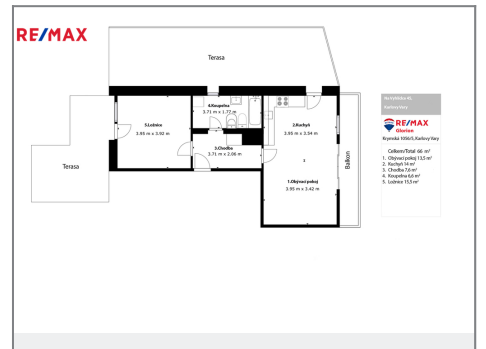 RE/MAX
Terasa
4.Koupelna
3.71 m x 1.77 m
5.Ložnice
3.95 m x 3.92 m
2.Kuchyň
3.95 m x 3.54 m
3.Chodba
3.71 m x 2.06 m
Terasa
Balkon
1.Obývací pokoj
3.95 m x 3.42 m
Karlovy Vary
RE/MAX
Glorion
Krymská 1056/5, Karlovy Vary
Celkem/Total 66 m²
1. Obývací pokoj 13,5 m²
2. Kuchyň 14 m²
3. Chodba 7,6 m²
4. Koupelna 6,6 m²
5. Ložnice 15,5 m²